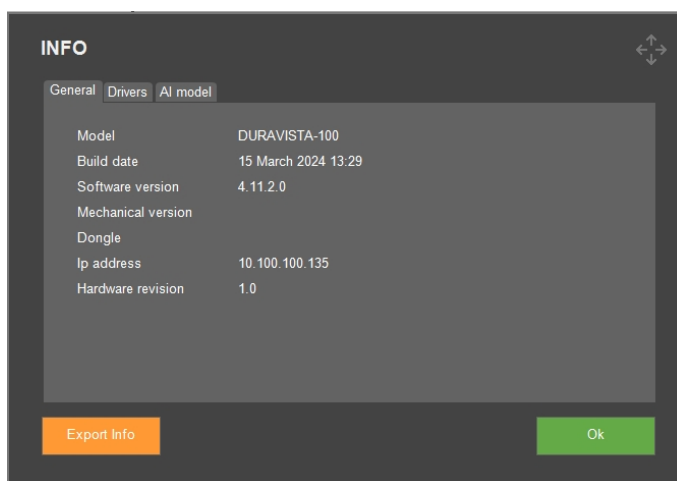 INFO
General Drivers AI model
Model DURAVISTA-100
Build date 15 March 2024 13:29
Software version 4.11.2.0
Mechanical version
Dongle
Ip address 10.100.100.135
Hardware revision 1.0
Export Info Ok